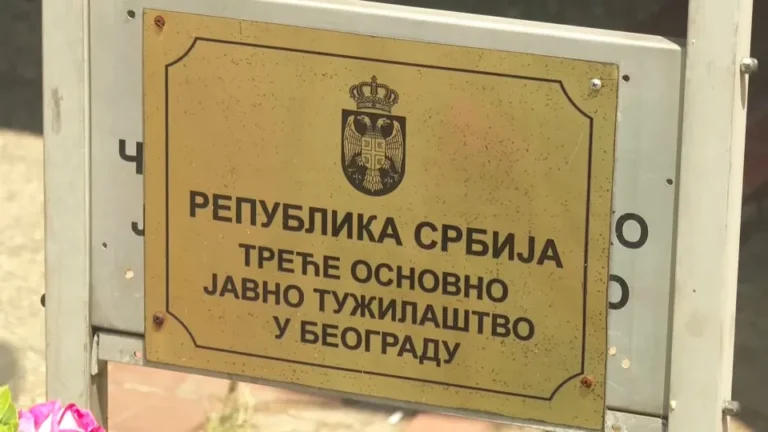 РЕПУБЛИКА СРБИЈА
ТРЕЋЕ ОСНОВНО
ЈАВНО ТУЖИЛАШТВО
У БЕОГРАДУ